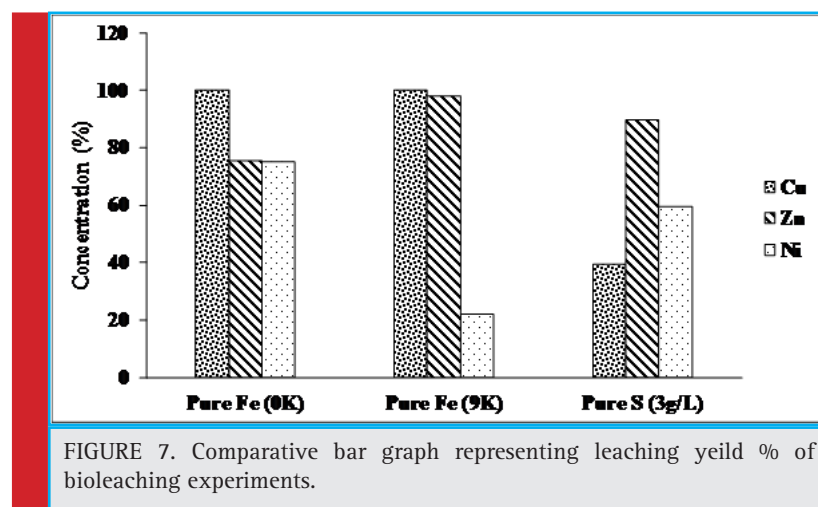 120
100
80
60
40
20
0
Concentration (%)
Pure Fe (0K)
Pure Fe (9K)
Pure S (3g/L)
Cu
Zn
Ni
FIGURE 7. Comparative bar graph representing leaching yeild % of
bioleaching experiments.